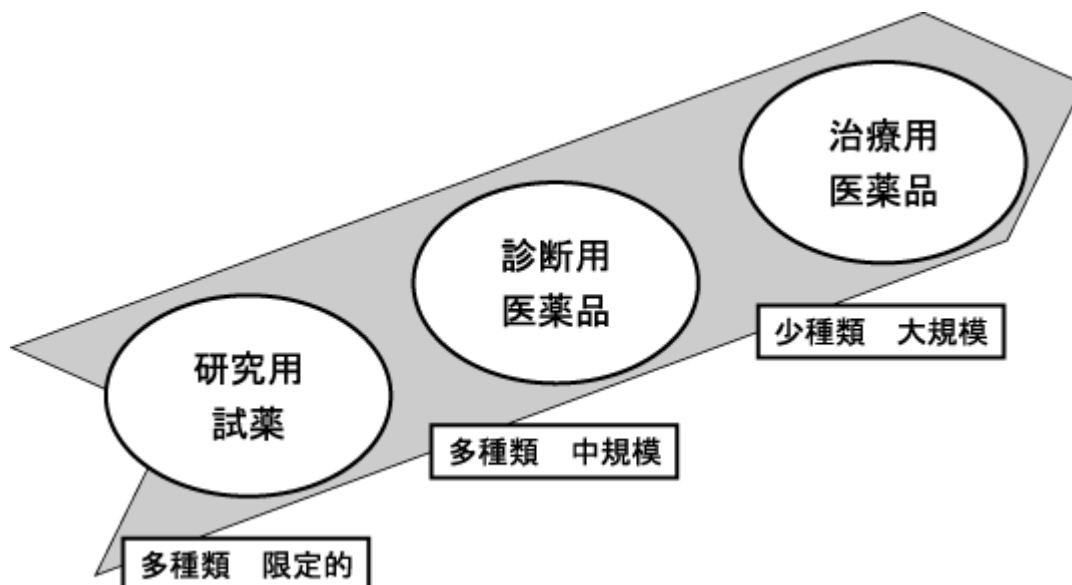 治療用
医薬品
診断用
医薬品
少種類　大規模
研究用
試薬
多種類　中規模
多種類　限定的